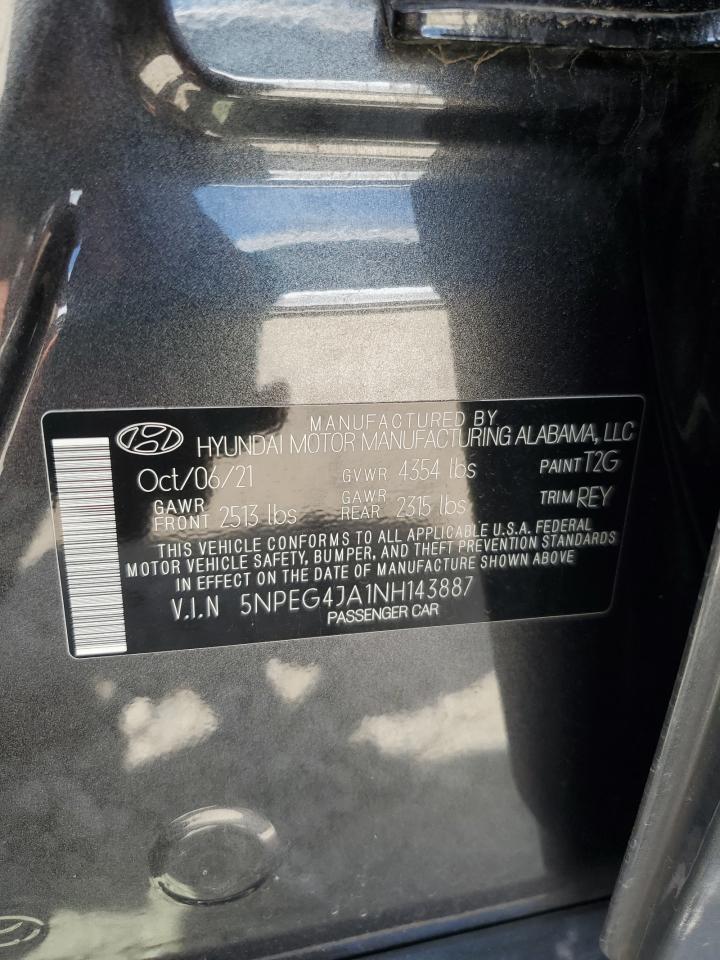 MANUFACTURED BY
HYUNDAI MOTOR MANUFACTURING ALABAMA, LLC
Oct/06/21 GVWR 4354 lbs PAINT T2G
GAWR FRONT 2513 lbs GAWR REAR 2315 lbs TRIM REY
THIS VEHICLE CONFORMS TO ALL APPLICABLE U.S.A. FEDERAL
MOTOR VEHICLE SAFETY, BUMPER, AND THEFT PREVENTION STANDARDS
IN EFFECT ON THE DATE OF MANUFACTURE SHOWN ABOVE
V.I.N 5NPEG4JA1NH143887
PASSENGER CAR